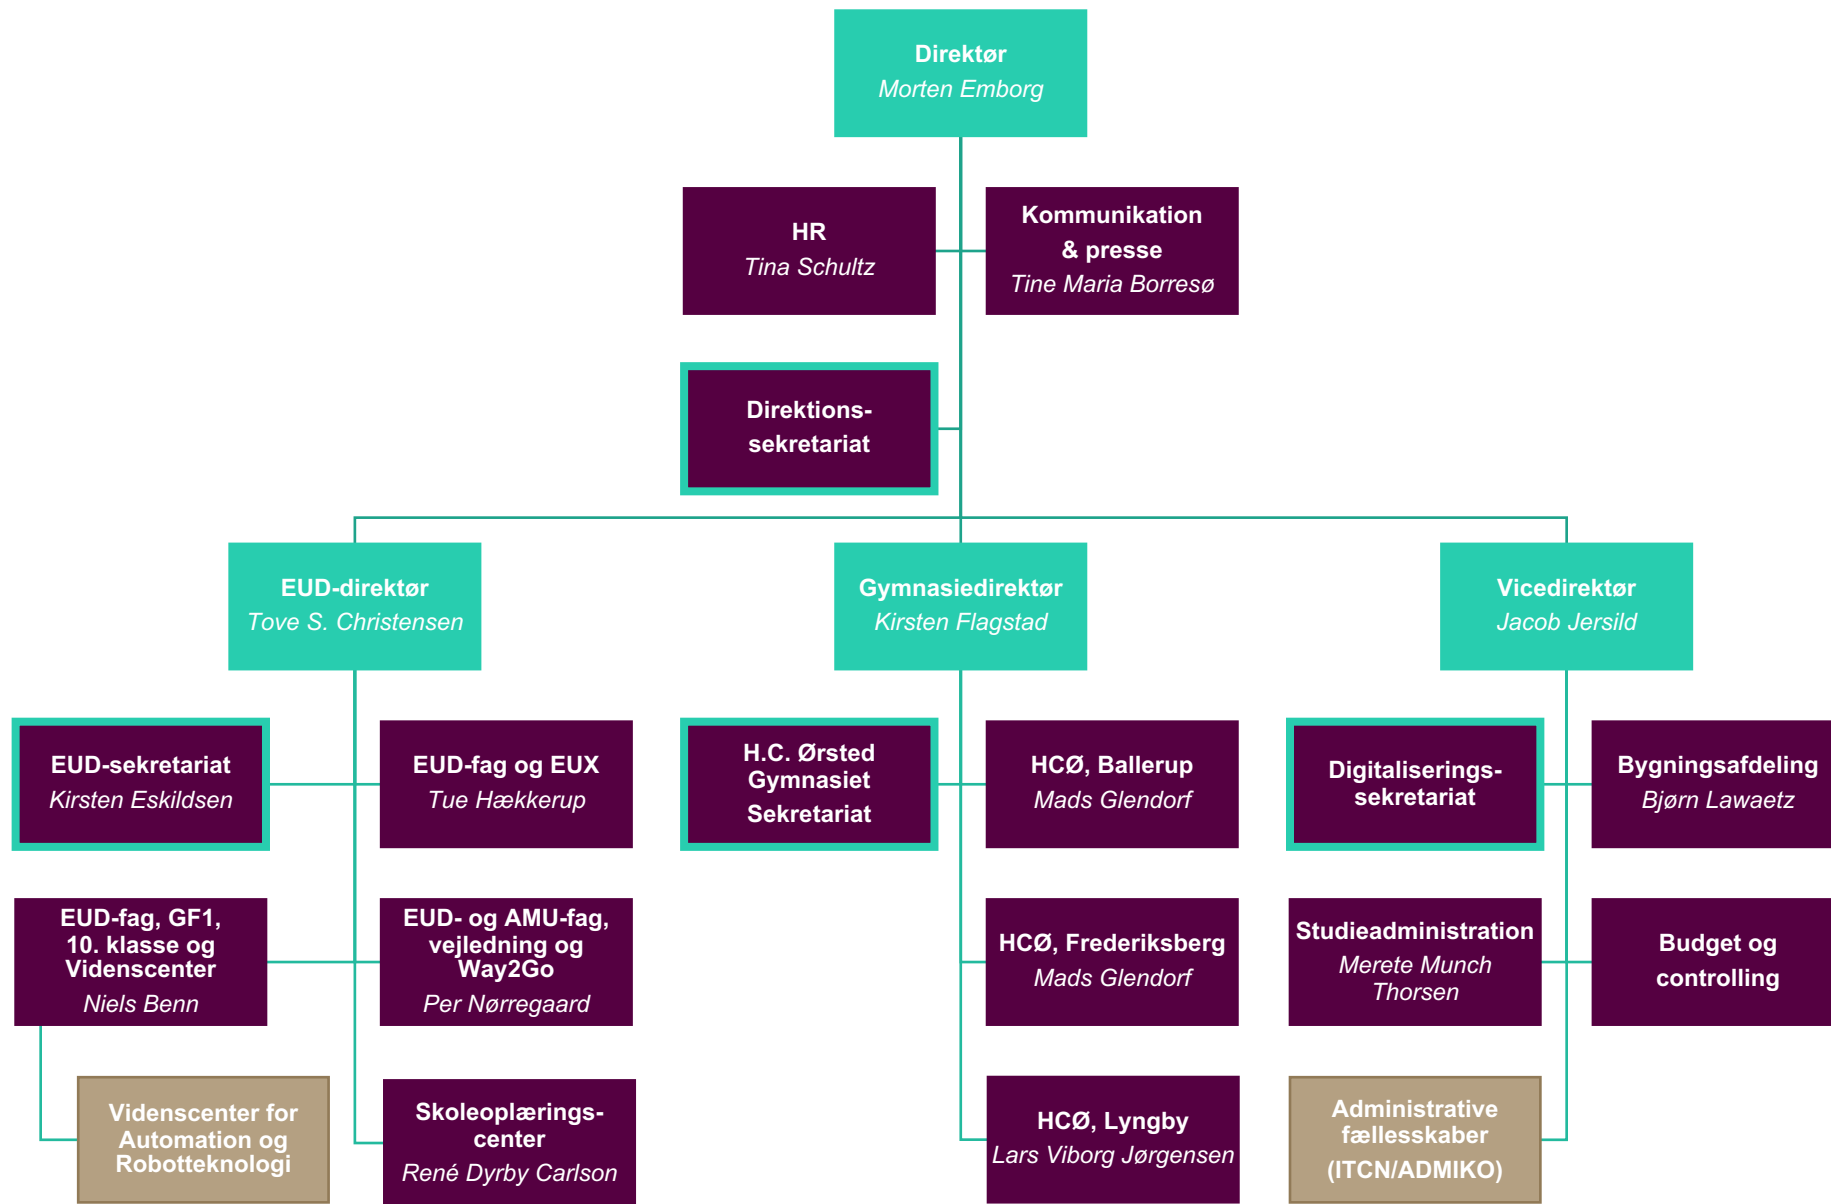 Direktør
Morten Emborg
HR
Tina Schultz
Kommunikation
& presse
Tine Maria Borresø
Direktions-
sekretariat
EUD-direktør
Tove S. Christensen
Gymnasiedirektør
Kirsten Flagstad
Vicedirektør
Jacob Jersild
EUD-sekretariat
Kirsten Eskildsen
EUD-fag og EUX
Tue Hækkerup
H.C. Ørsted
Gymnasiet
Sekretariat
HCØ, Ballerup
Mads Glendorf
Digitaliserings-
sekretariat
Bygningsafdeling
Bjørn Lawaetz
EUD-fag, GF1,
10. klasse og
Videnscenter
Niels Benn
EUD- og AMU-fag,
vejledning og
Way2Go
Per Nørregaard
HCØ, Frederiksberg
Mads Glendorf
Studieadministration
Merete Munch
Thorsen
Budget og
controlling
Videnscenter for
Automation og
Robotteknologi
Skoleoplærings-
center
René Dyrby Carlson
HCØ, Lyngby
Lars Viborg Jørgensen
Administrative
fællesskaber
(ITCN/ADMIKO)